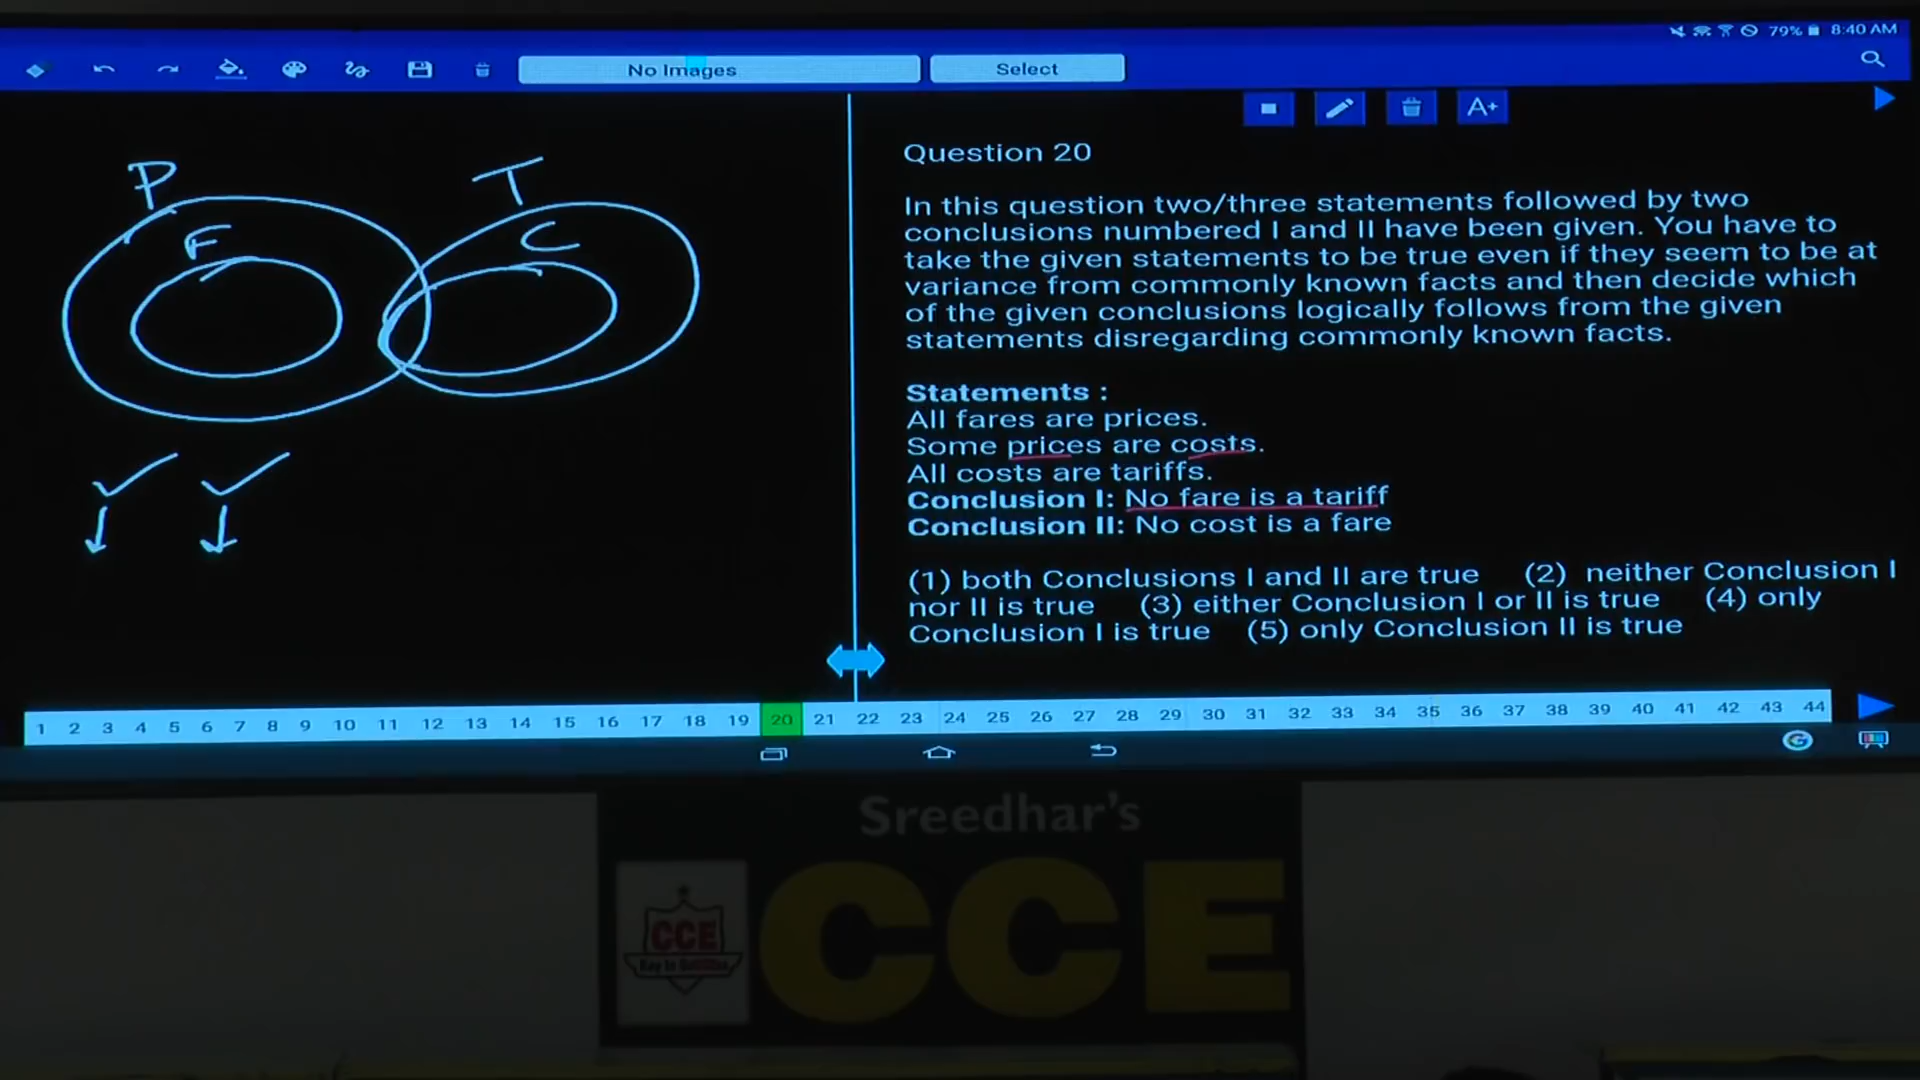 79% 8:40 AM
No Images
Select
A+
P
T
F
C
Question 20
In this question two/three statements followed by two
conclusions numbered I and II have been given. You have to
take the given statements to be true even if they seem to be at
variance from commonly known facts and then decide which
of the given conclusions logically follows from the given
statements disregarding commonly known facts.
Statements :
All fares are prices.
Some prices are costs.
All costs are tariffs.
Conclusion I: No fare is a tariff
Conclusion II: No cost is a fare
(1) both Conclusions I and II are true (2) neither Conclusion I
nor II is true (3) either Conclusion I or II is true (4) only
Conclusion I is true (5) only Conclusion II is true
1 2 3 4 5 6 7 8 9 10 11 12 13 14 15 16 17 18 19 20 21 22 23 24 25 26 27 28 29 30 31 32 33 34 35 36 37 38 39 40 41 42 43 44
Sreedhar's
CCE
CCE